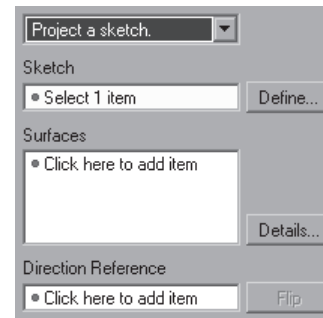 Project a sketch.
Sketch
Select 1 item Define...
Surfaces
Click here to add item
Details...
Direction Reference
Click here to add item Flip